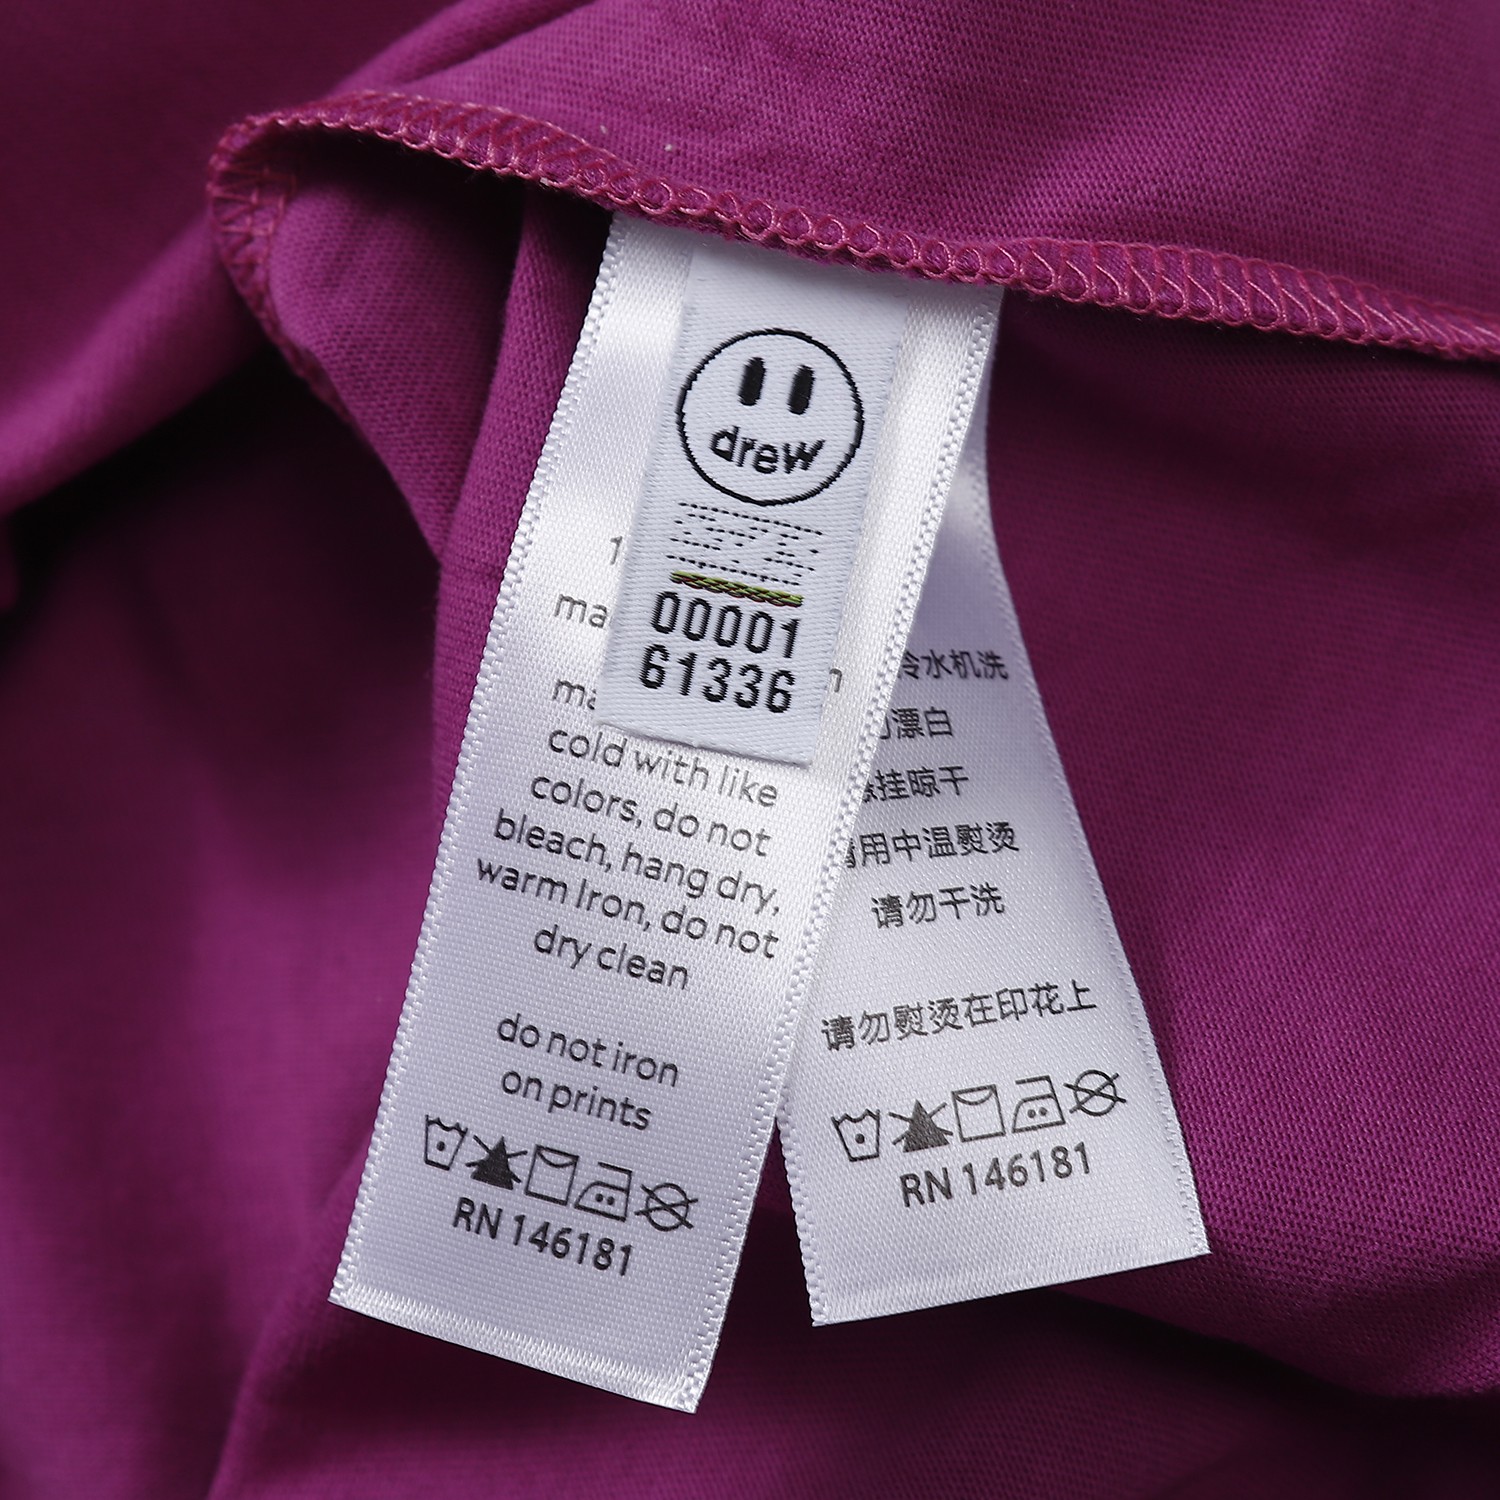 drew
00001
61336
cold with like
colors, do not
bleach, hang dry,
warm Iron, do not
dry clean
do not iron
on prints
RN 146181
冷水机洗
漂白
挂晾干
用中温熨烫
请勿干洗
请勿熨烫在印花上
RN 146181